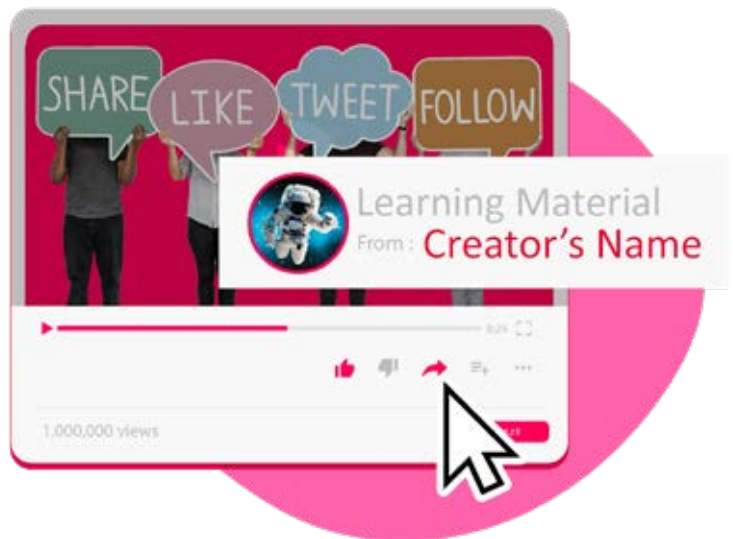 SHARE
LIKE
TWEET
FOLLOW
Learning Material
From : Creator's Name
1,000,000 views